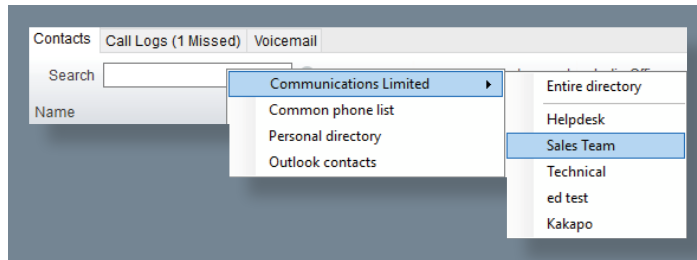 Contacts Call Logs (1 Missed) Voicemail
Search
Name
Communications Limited
Common phone list
Personal directory
Outlook contacts
Entire directory
Helpdesk
Sales Team
Technical
ed test
Kakapo